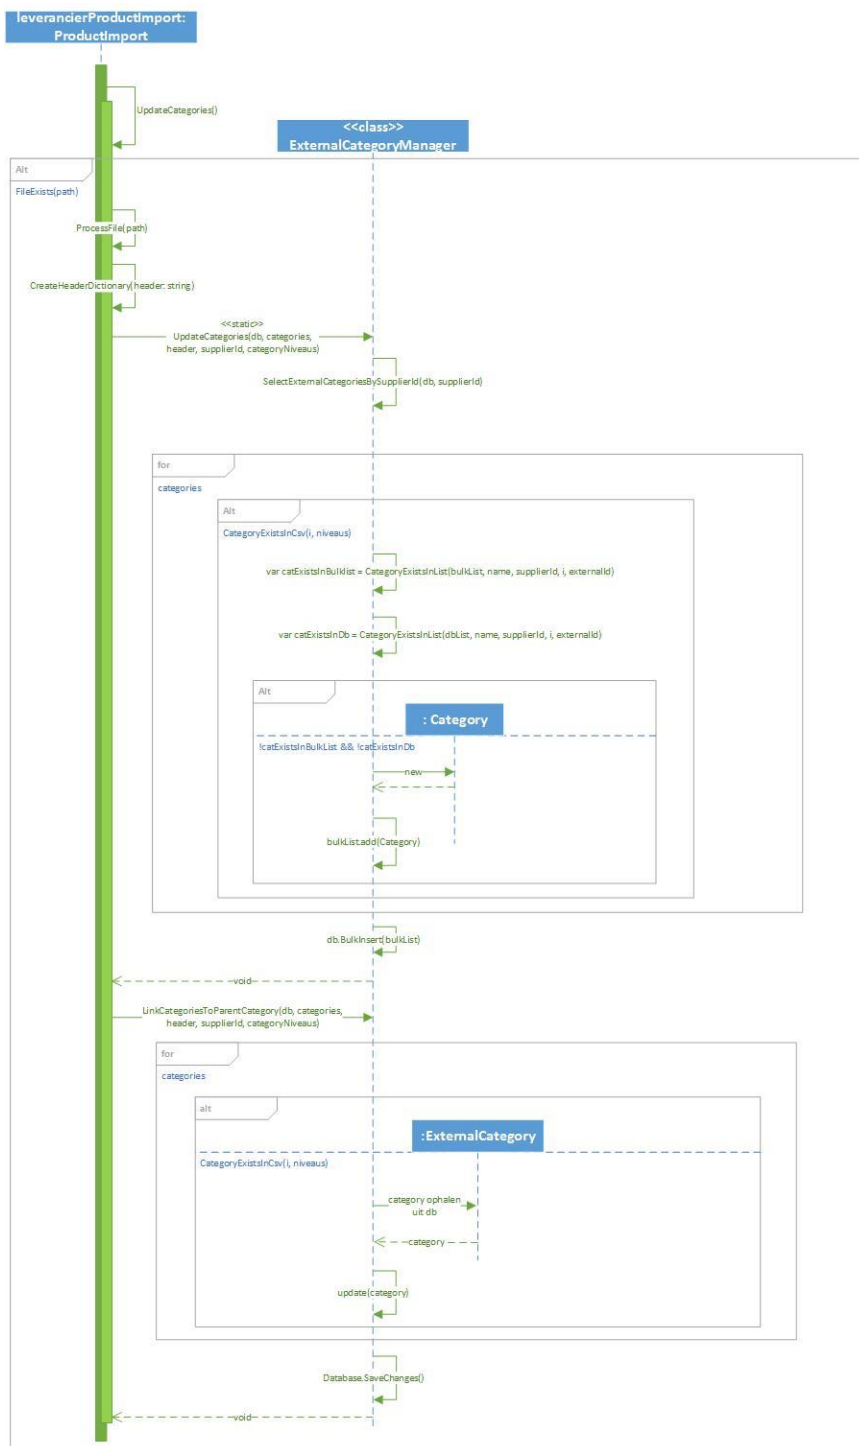 leverancierProductImport:
ProductImport
UpdateCategories()
<<class>>
ExternalCategoryManager
Alt
FileExists(path)
ProcessFile(path)
CreateHeaderDictionary(header: string)
<<static>>
UpdateCategories(db, categories,
header, supplierId, categoryNiveaus)
SelectExternalCategoriesBySupplierId(db, supplierId)
for
categories
Alt
CategoryExistsInCsv(i, niveaus)
var catExistsInBulklist = CategoryExistsInList(bulkList, name, supplierId, i, externalId)
var catExistsInDb = CategoryExistsInList(dbList, name, supplierId, i, externalId)
Alt
: Category
!catExistsInBulkList && !catExistsInDb
new
bulkList.add(Category)
db.BulkInsert(bulkList)
void
LinkCategoriesToParentCategory(db, categories,
header, supplierId, categoryNiveaus)
for
categories
alt
:ExternalCategory
CategoryExistsInCsv(i, niveaus)
category ophalen
uit db
category
update(category)
Database.SaveChanges()
void